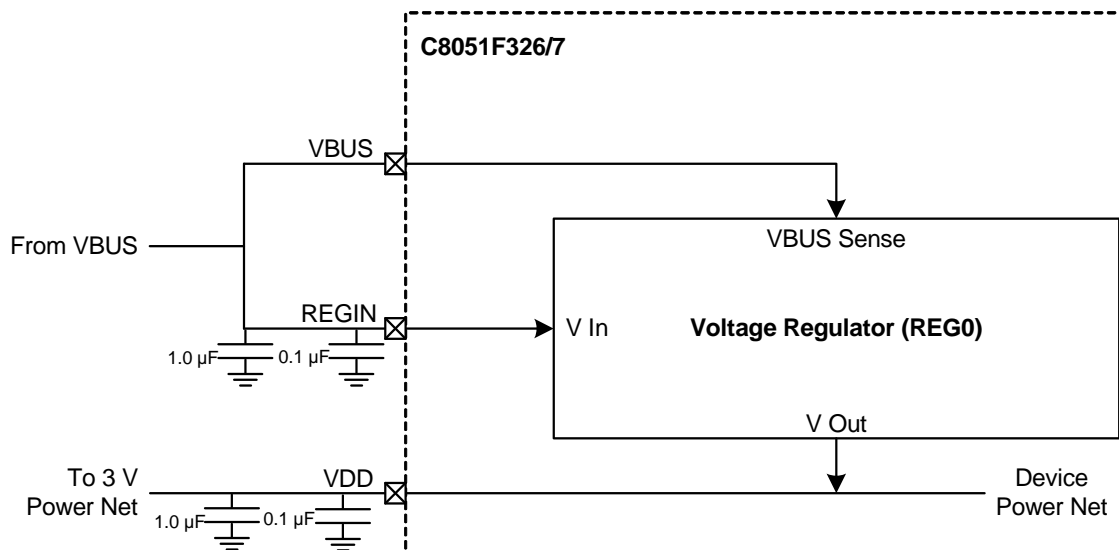 C8051F326/7
VBUS
From VBUS
VBUS Sense
REGIN
V In
Voltage Regulator (REG0)
1.0 µF
0.1 µF
V Out
To 3 V
Power Net
VDD
Device
Power Net
1.0 µF
0.1 µF